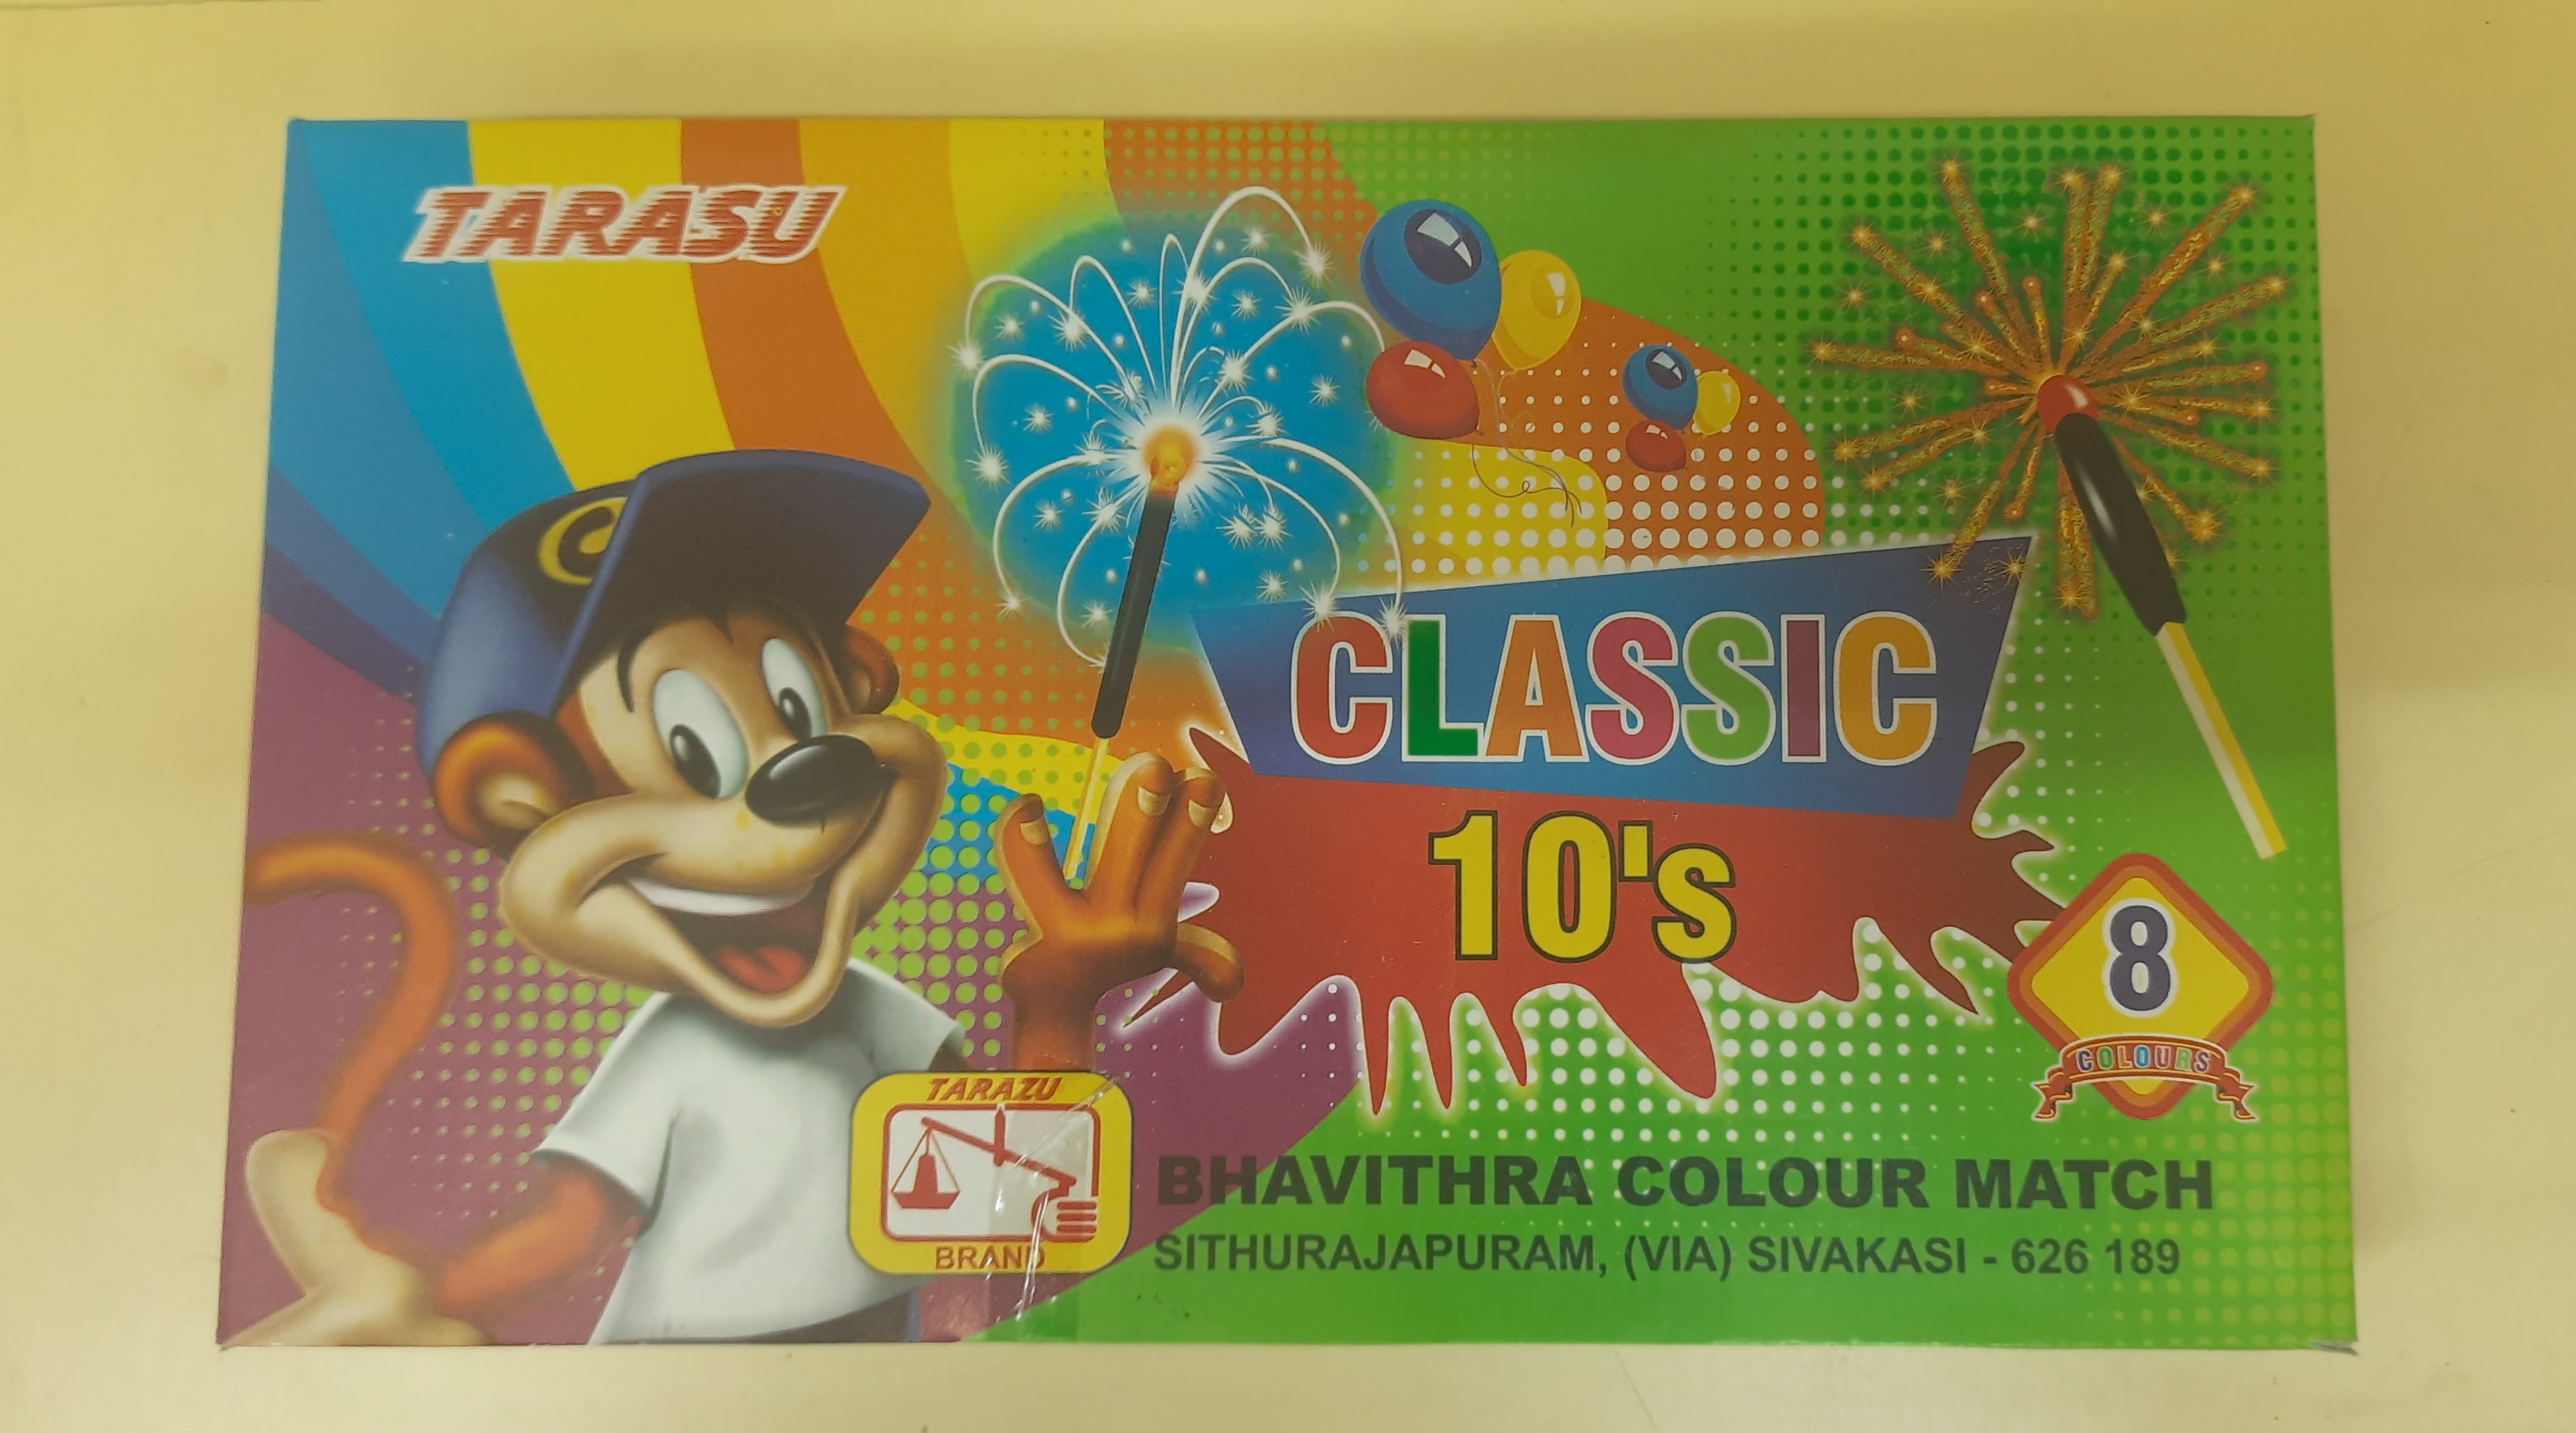 TARASU
CLASSIC
10's
8
COLOURS
TARAZU
BRAND
BHAVITHRA COLOUR MATCH
SITHURAJAPURAM, (VIA) SIVAKASI - 626 189